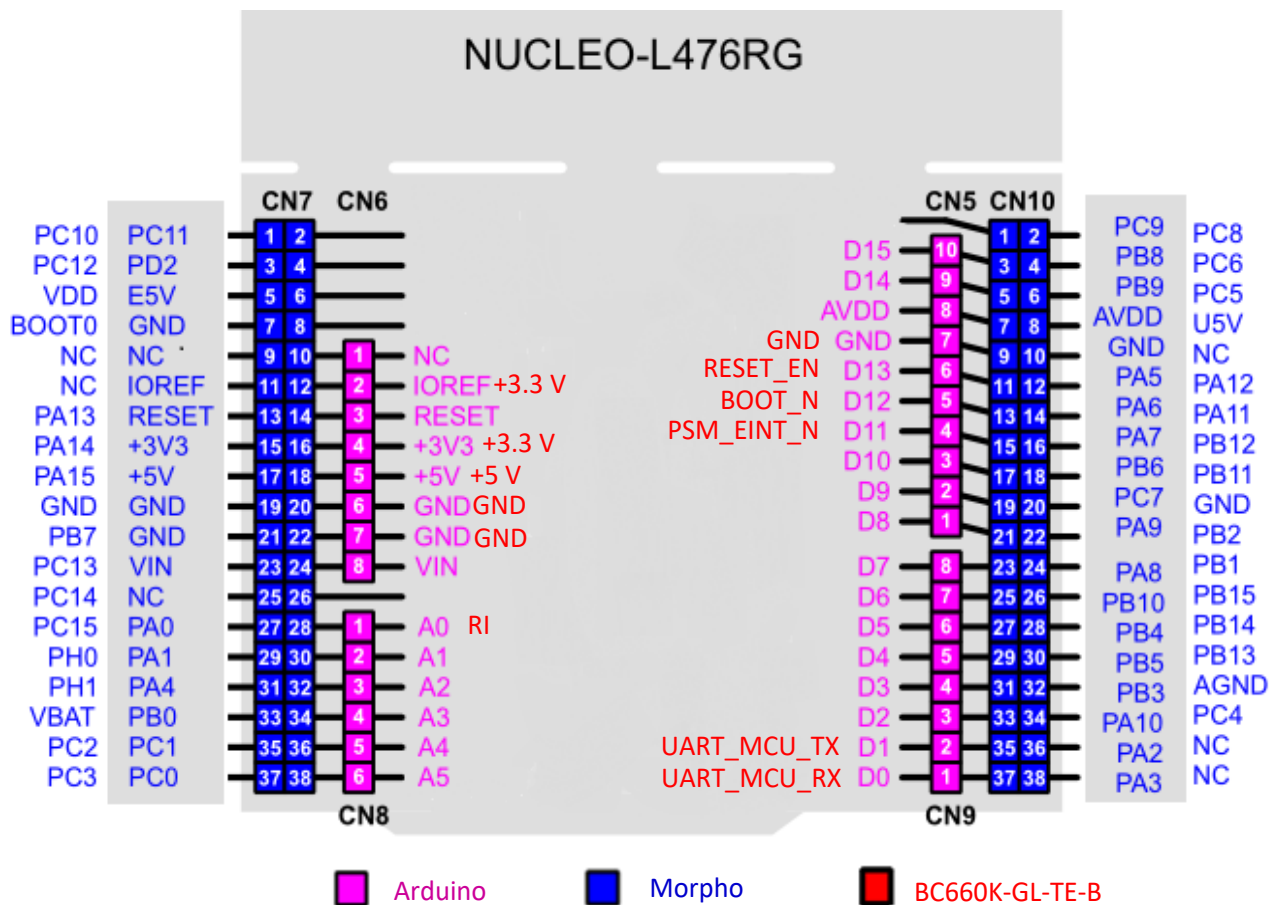 NUCLEO-L476RG
CN7 CN6 CN5 CN10
PC10 PC11 1 2 1 2 PC9 PC8
D15 10
PC12 PD2 3 4 3 4 PB8 PC6
D14 9
VDD E5V 5 6 5 6 PB9 PC5
AVDD 8
BOOT0 GND 7 8 7 8 AVDD U5V
GND GND 7
NC NC 9 10 1 NC 9 10 GND NC
RESET_EN D13 6
NC IOREF 11 12 2 IOREF +3.3 V 11 12 PA5 PA12
BOOT_N D12 5
PA13 RESET 13 14 3 RESET 13 14 PA6 PA11
PSM_EINT_N D11 4
PA14 +3V3 15 16 4 +3V3 +3.3 V 15 16 PA7 PB12
D10 3
PA15 +5V 17 18 5 +5V +5 V 17 18 PB6 PB11
D9 2
GND GND 19 20 6 GND GND 19 20 PC7 GND
D8 1
PB7 GND 21 22 7 GND GND 21 22 PA9 PB2
PC13 VIN 23 24 8 VIN D7 8 23 24 PA8 PB1
PC14 NC 25 26 D6 7 25 26 PB10 PB15
PC15 PA0 27 28 1 A0 RI D5 6 27 28 PB4 PB14
PH0 PA1 29 30 2 A1 D4 5 29 30 PB5 PB13
PH1 PA4 31 32 3 A2 D3 4 31 32 PB3 AGND
VBAT PB0 33 34 4 A3 D2 3 33 34 PA10 PC4
PC2 PC1 35 36 5 A4 UART_MCU_TX D1 2 35 36 PA2 NC
PC3 PC0 37 38 6 A5 UART_MCU_RX D0 1 37 38 PA3 NC
CN8 CN9
Arduino Morpho BC660K-GL-TE-B